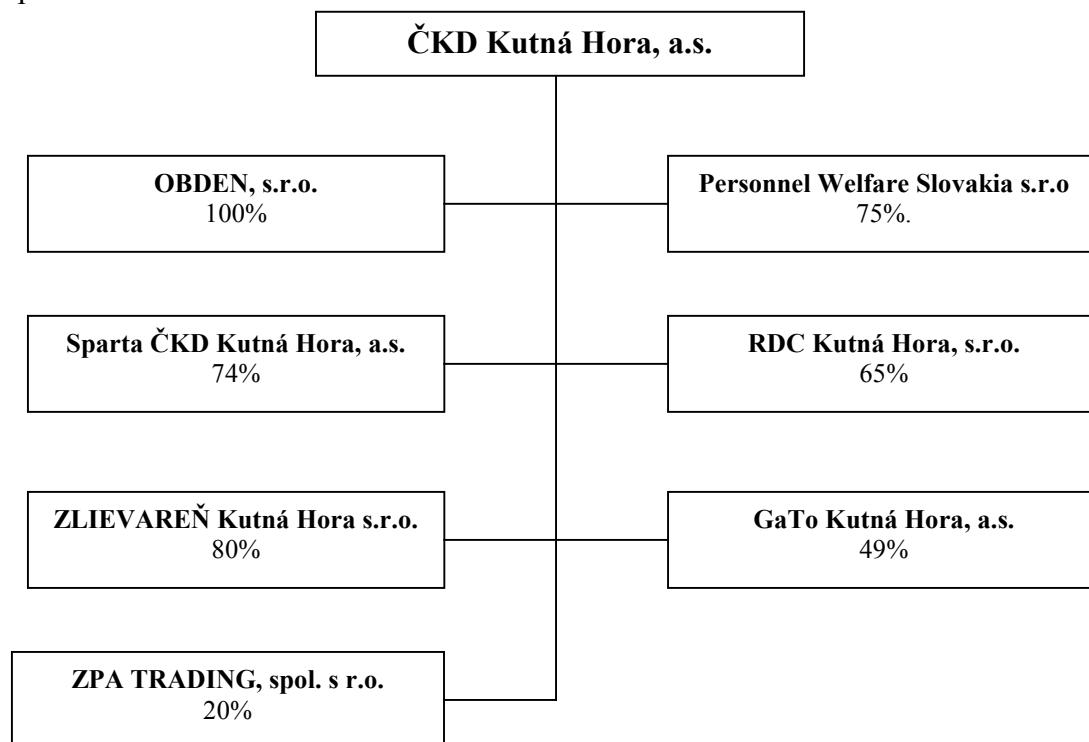 ČKD Kutná Hora, a.s.
OBDEN, s.r.o.
100%
Personnel Welfare Slovakia s.r.o
75%.
Sparta ČKD Kutná Hora, a.s.
74%
RDC Kutná Hora, s.r.o.
65%
ZLIEVAREŇ Kutná Hora s.r.o.
80%
GaTo Kutná Hora, a.s.
49%
ZPA TRADING, spol. s r.o.
20%